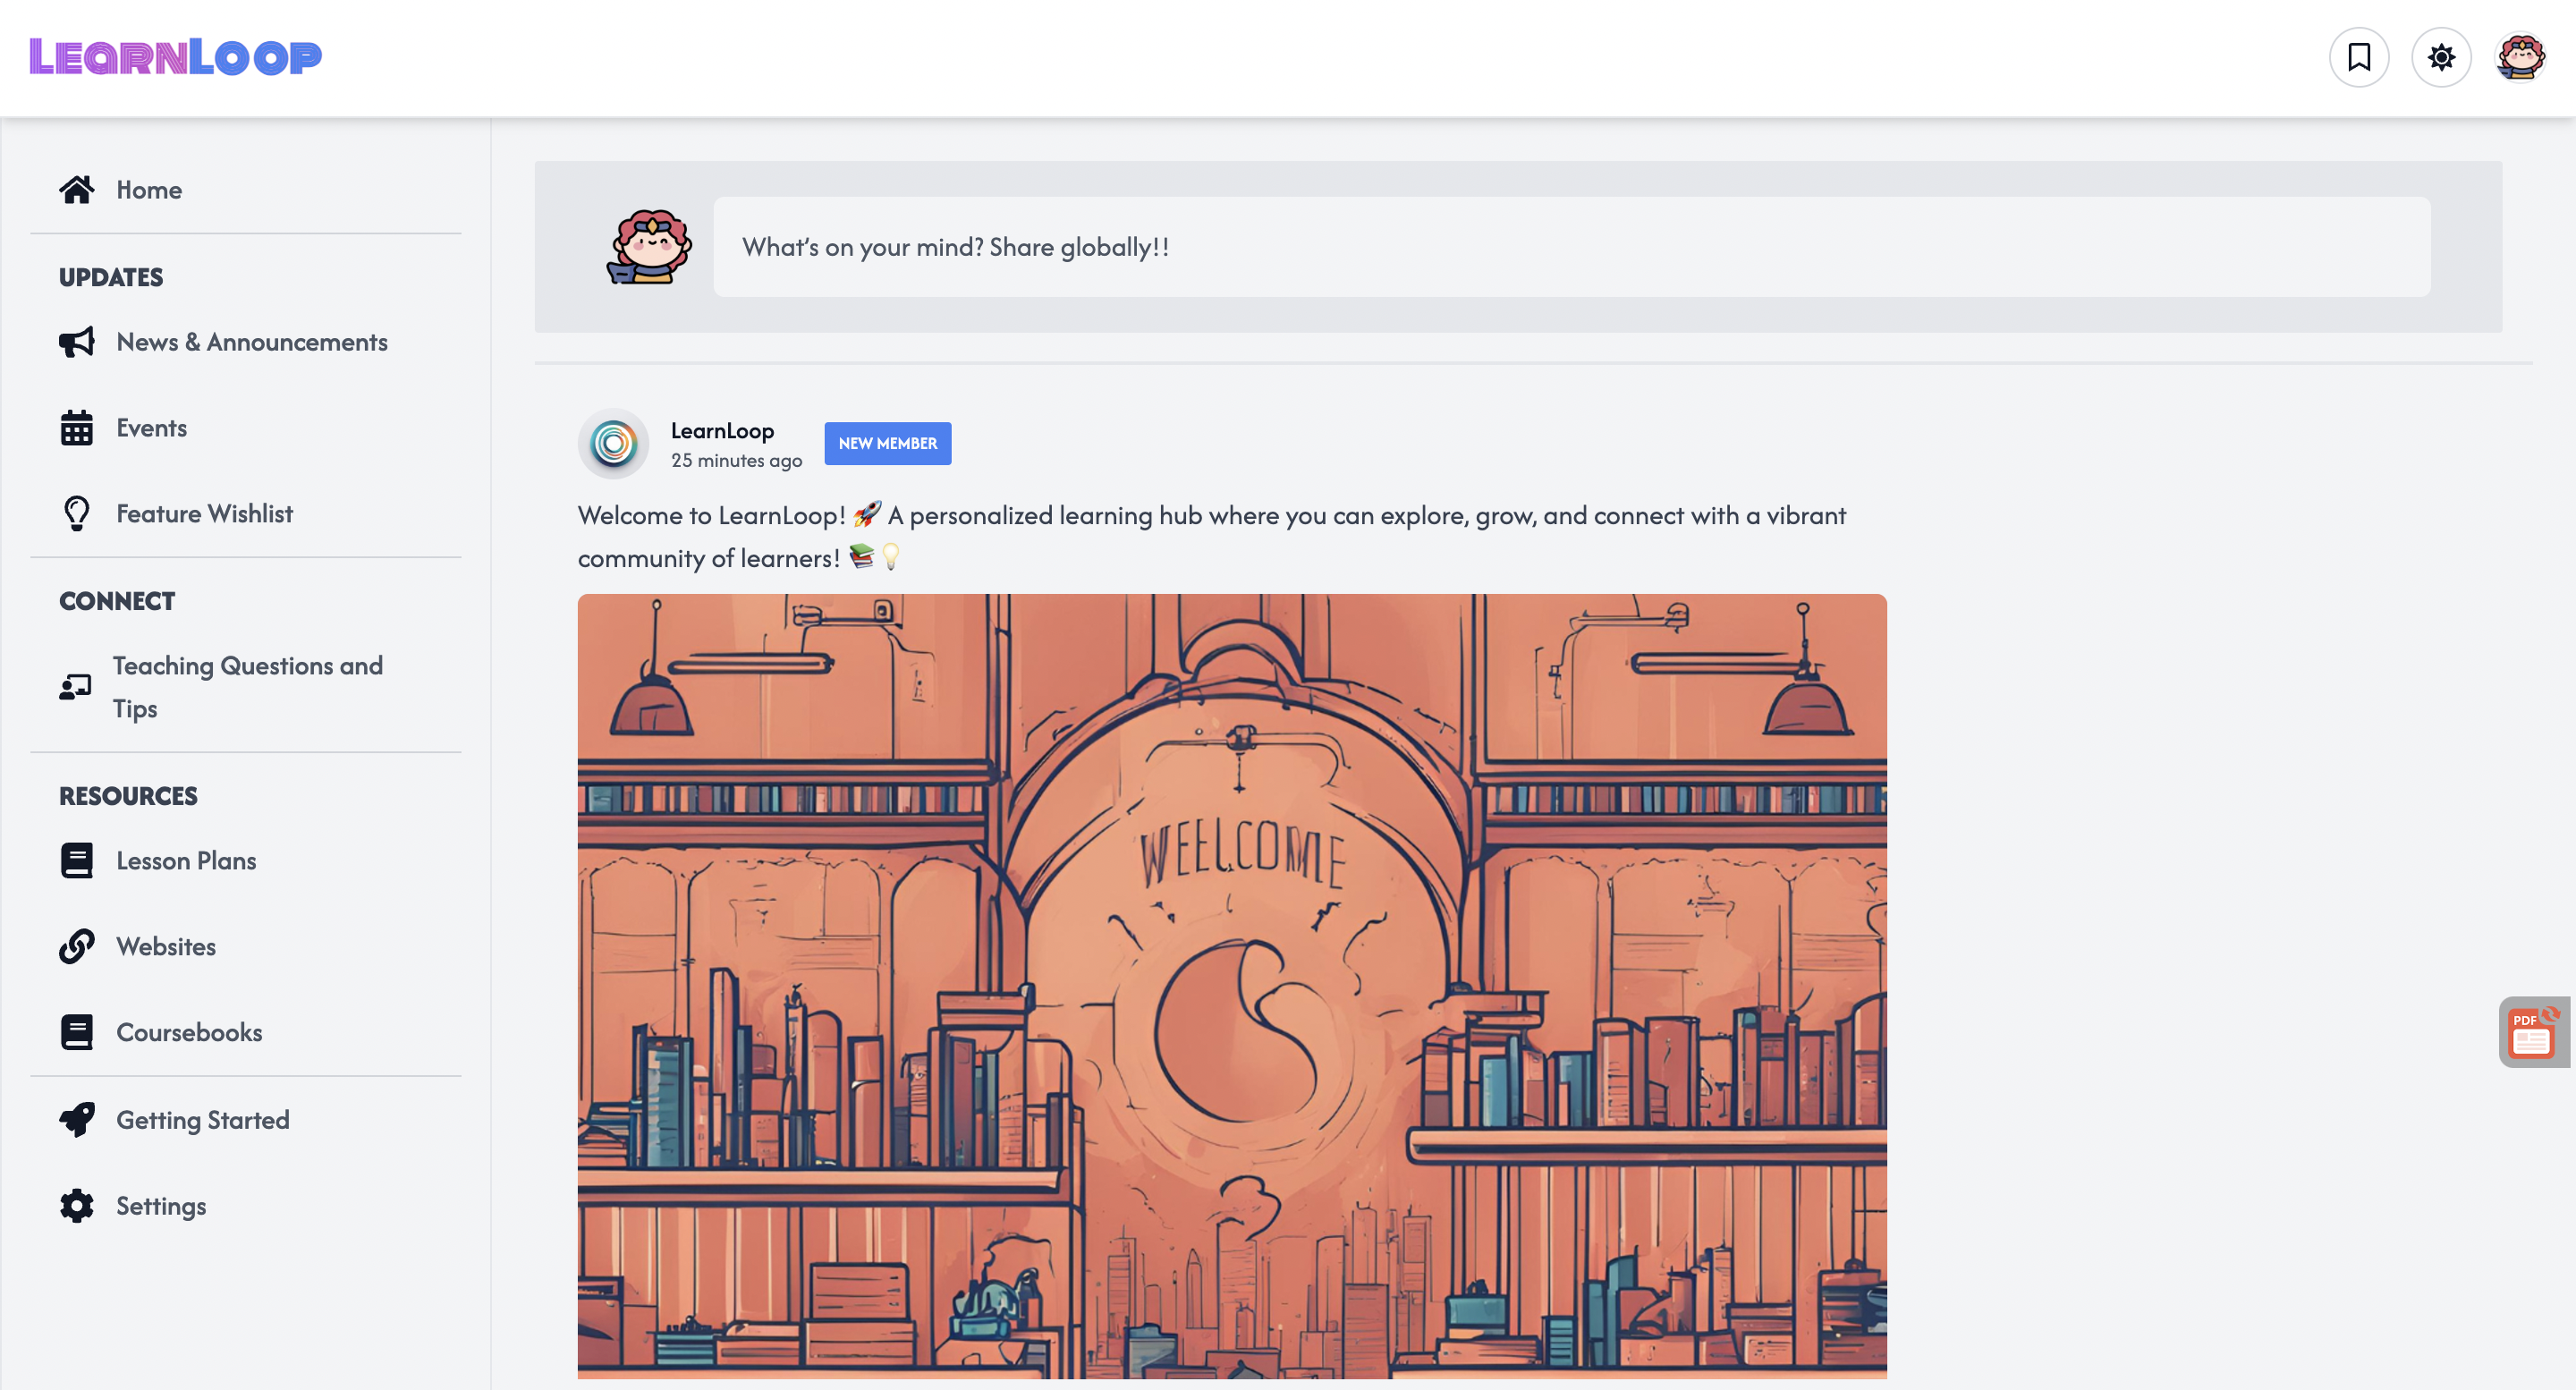 LEARNLOOP
Home
UPDATES
News & Announcements
Events
Feature Wishlist
CONNECT
Teaching Questions and
Tips
RESOURCES
Lesson Plans
Websites
Coursebooks
Getting Started
Settings
What's on your mind? Share globally!!
LearnLoop
25 minutes ago
NEW MEMBER
Welcome to LearnLoop! 🚀 A personalized learning hub where you can explore, grow, and connect with a vibrant
community of learners! 📚💡
WEELCOME
PDF